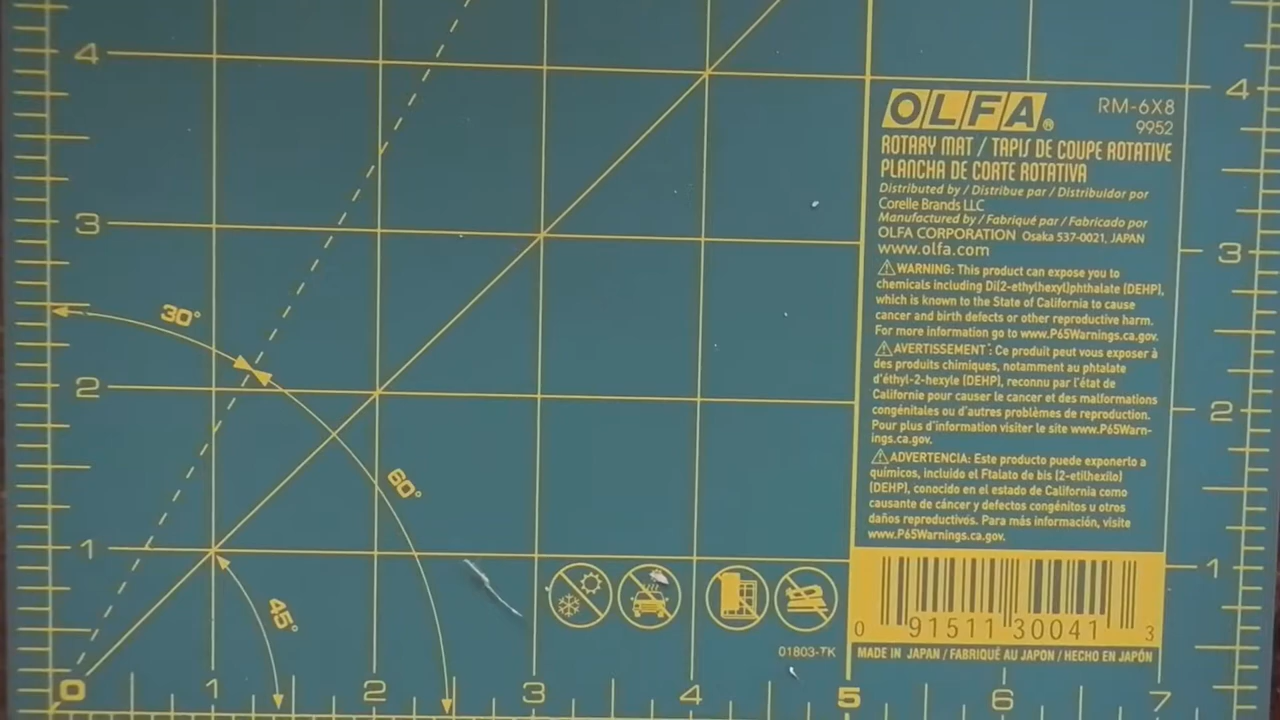 4
OLFA®
RM-6X8
9952
4
ROTARY MAT / TAPIS DE COUPE ROTATIVE
PLANCHA DE CORTE ROTATIVA
Distributed by / Distribue par / Distribuidor por
Corelle Brands LLC
3
Manufactured by / Fabriqué par / Fabricado por
OLFA CORPORATION Osaka 537-0021, JAPAN
www.olfa.com
3
⚠WARNING: This product can expose you to
chemicals including Di(2-ethylhexyl)phthalate (DEHP),
which is known to the State of California to cause
cancer and birth defects or other reproductive harm.
For more information go to www.P65Warnings.ca.gov.
30°
⚠AVERTISSEMENT : Ce produit peut vous exposer à
des produits chimiques, notamment au phtalate
d'éthyl-2-hexyle (DEHP), reconnu par l'état de
Californie pour causer le cancer et des malformations
congénitales ou d'autres problèmes de reproduction.
Pour plus d'information visiter le site www.P65Warn-
ings.ca.gov.
2
2
⚠ADVERTENCIA: Este producto puede exponerlo a
químicos, incluido el Ftalato de bis (2-etilhexilo)
(DEHP), conocido en el estado de California como
causante de cáncer y defectos congénitos u otros
daños reproductivos. Para más información, visite
www.P65Warnings.ca.gov.
60°
1
1
45°
0 91511 30041 3
01803-TK
MADE IN JAPAN / FABRIQUÉ AU JAPON / HECHO EN JAPÓN
0 1 2 3 4 5 6 7